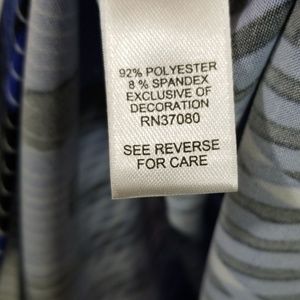 92% POLYESTER
8 % SPANDEX
EXCLUSIVE OF
DECORATION
RN37080
SEE REVERSE
FOR CARE